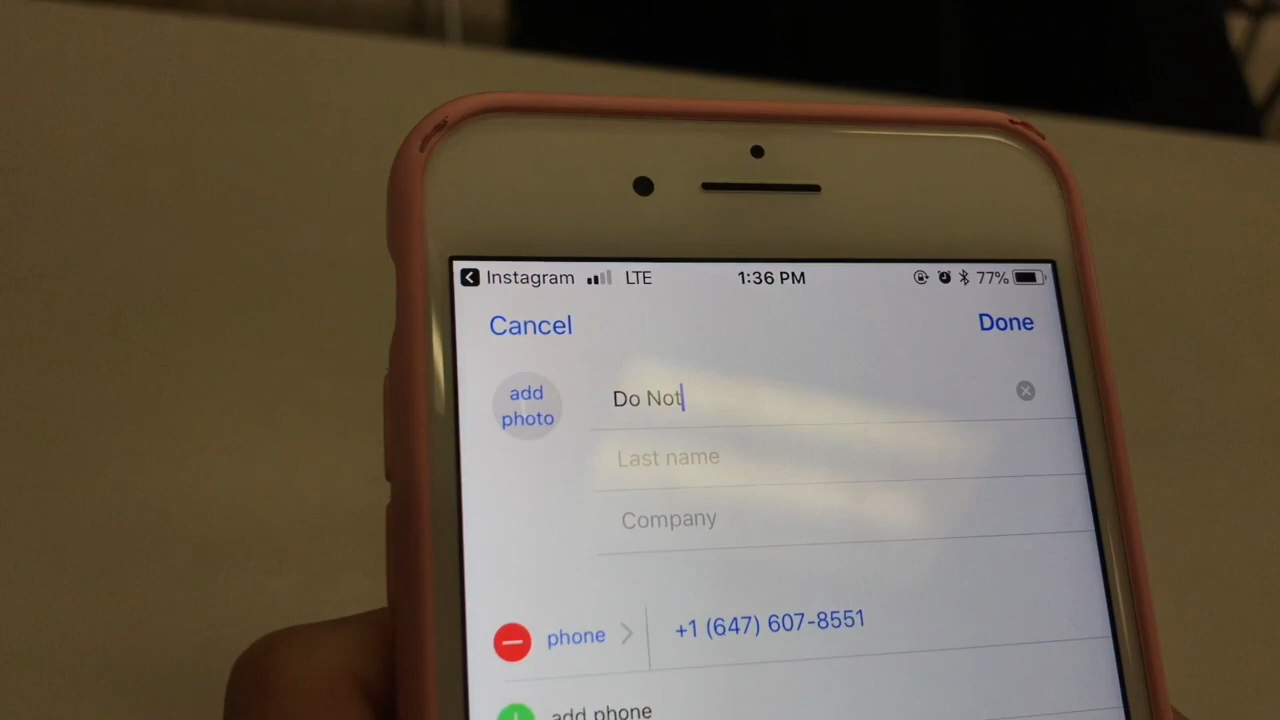 Instagram LTE 1:36 PM 77%
Cancel Done
add photo
Do Not
Last name
Company
phone +1 (647) 607-8551
add phone